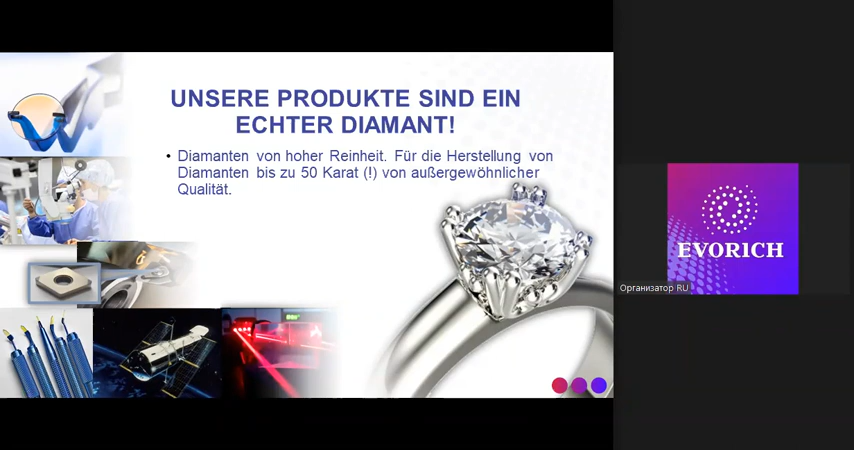 UNSERE PRODUKTE SIND EIN
ECHTER DIAMANT!
• Diamanten von hoher Reinheit. Für die Herstellung von
Diamanten bis zu 50 Karat (!) von außergewöhnlicher
Qualität.
EVORICH
Организатор RU